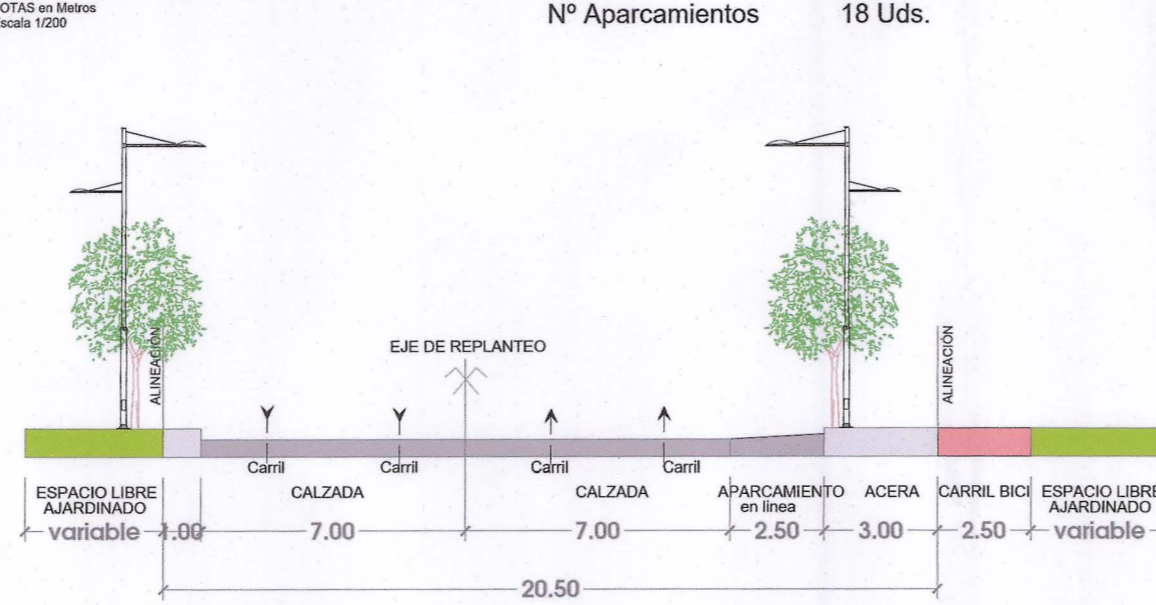 OTAS en Metros
scala 1/200
Nº Aparcamientos 18 Uds.
ALINEACIÓN
EJE DE REPLANTEO
ALINEACIÓN
Carril Carril Carril Carril
ESPACIO LIBRE AJARDINADO
CALZADA
CALZADA
APARCAMIENTO en línea
ACERA
CARRIL BICI
ESPACIO LIBRE AJARDINADO
variable 1.00 7.00 7.00 2.50 3.00 2.50 variable
20.50